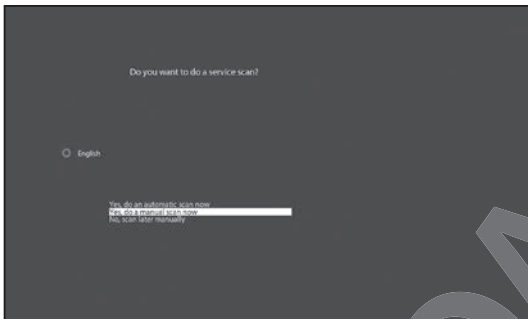 Do you want to do a service scan?
English
Yes, do an automatic scan now
Yes, do a manual scan now
No, scan later manually